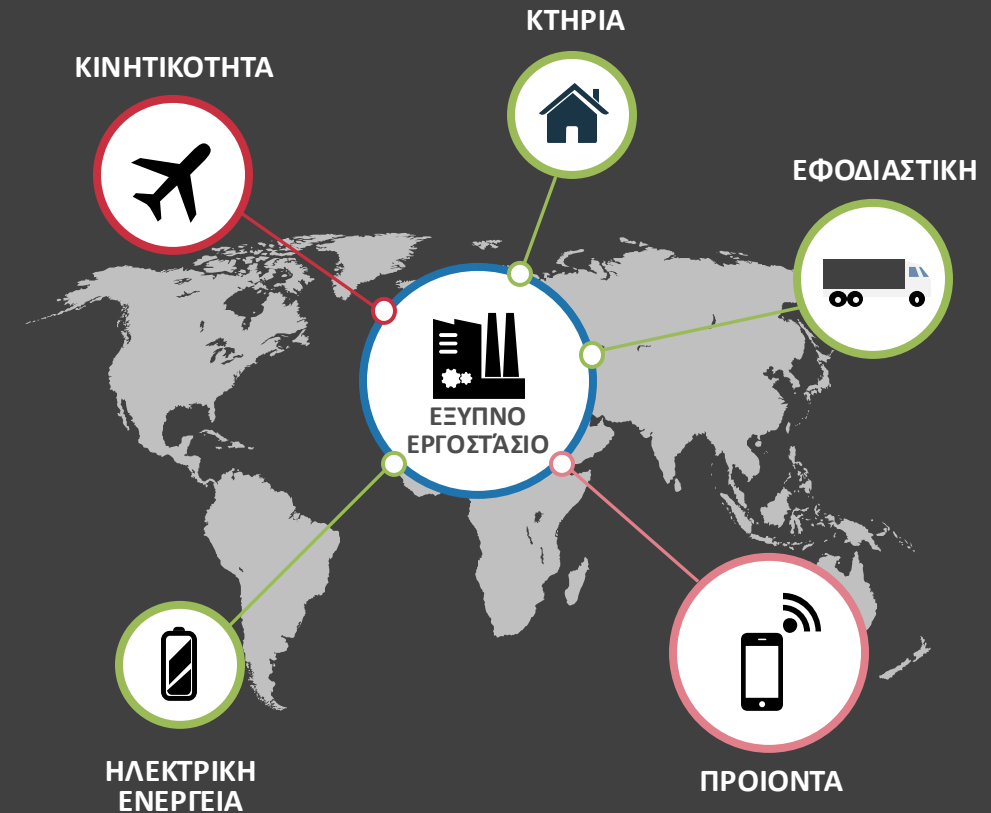 ΚΤΗΡΙΑ
ΚΙΝΗΤΙΚΟΤΗΤΑ
ΕΦΟΔΙΑΣΤΙΚΗ
ΕΞΥΠΝΟ
ΕΡΓΟΣΤΆΣΙΟ
ΗΛΕΚΤΡΙΚΗ
ΕΝΕΡΓΕΙΑ
ΠΡΟΙΟΝΤΑ